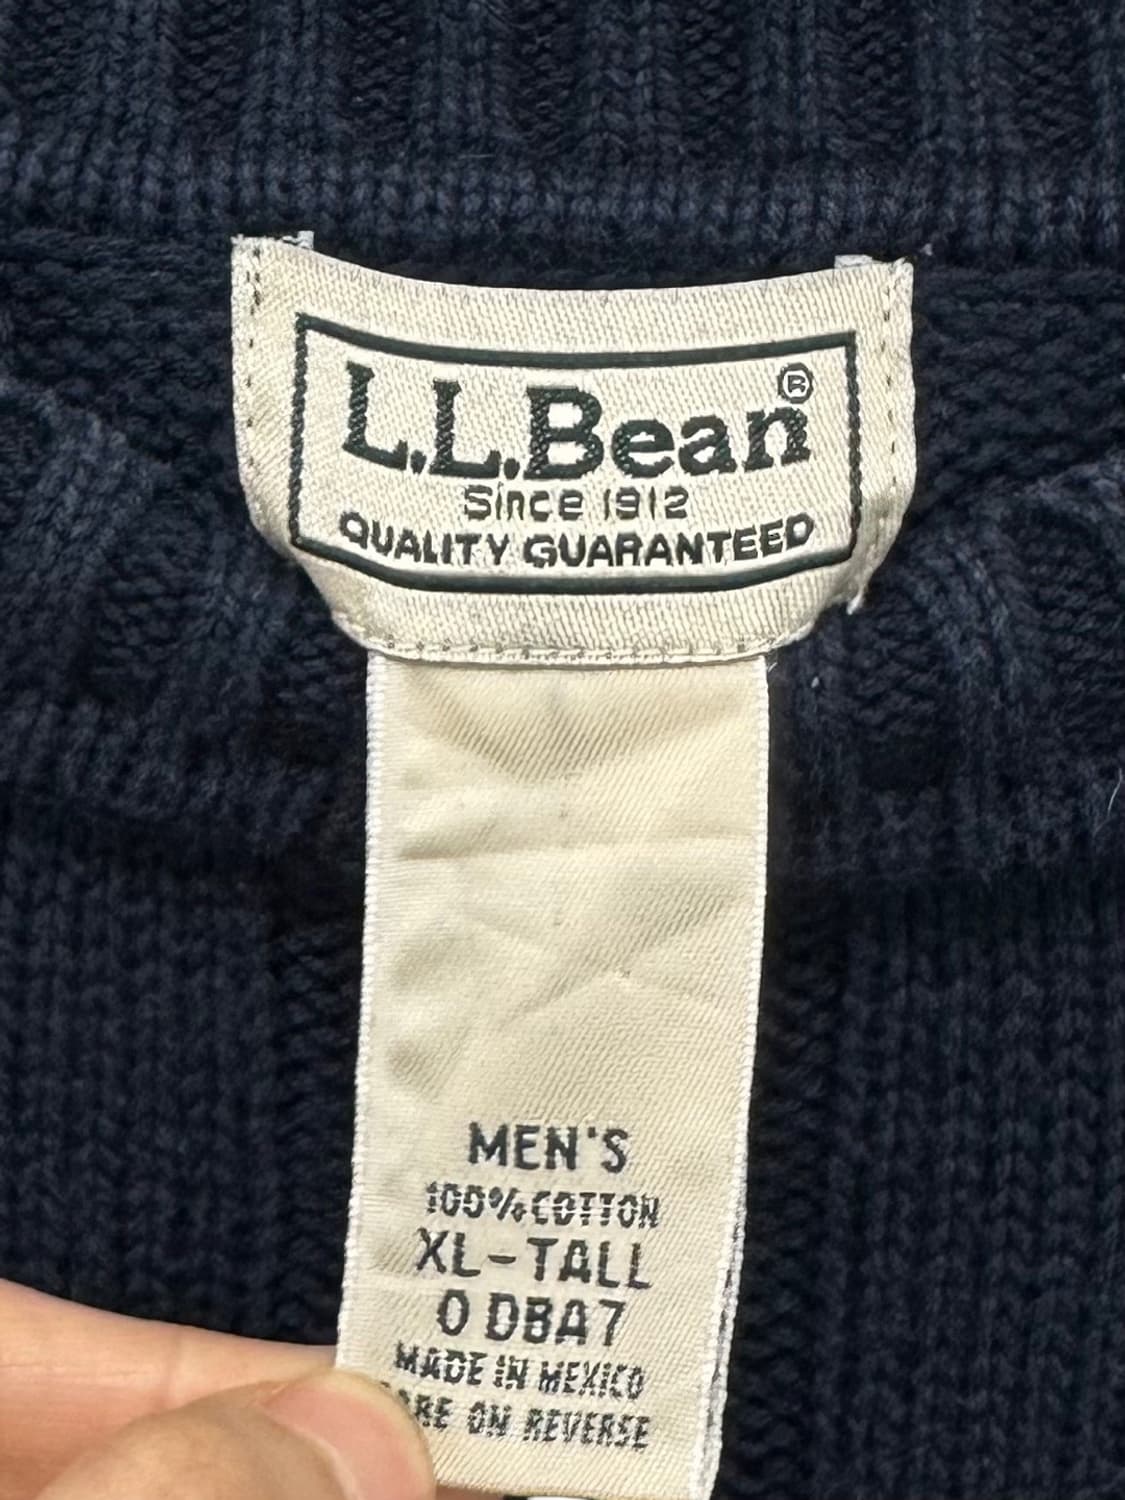 L.L.Bean®
Since 1912
QUALITY GUARANTEED
MEN'S
100% COTTON
XL-TALL
0 DBA7
MADE IN MEXICO
ON REVERSE